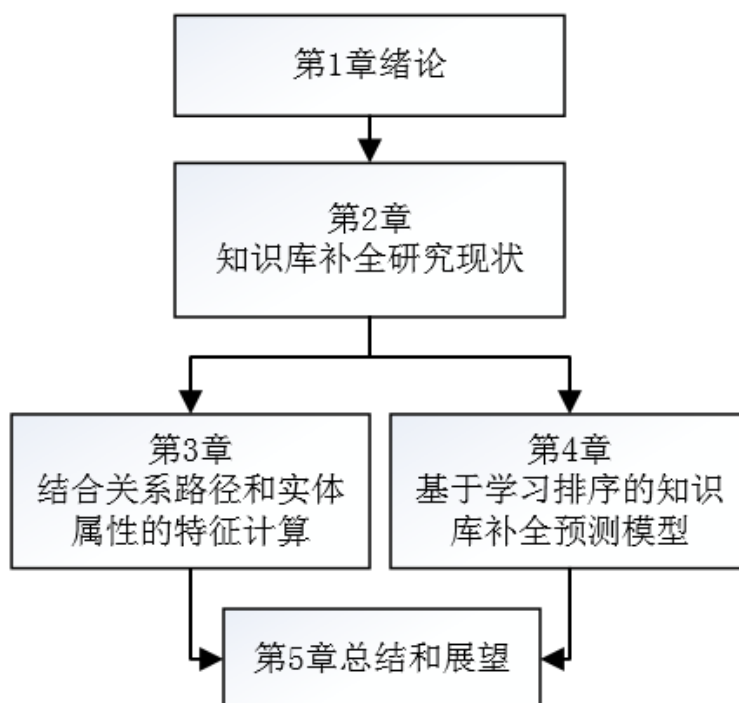 第1章绪论
第2章
知识库补全研究现状
第3章
结合关系路径和实体
属性的特征计算
第4章
基于学习排序的知识
库补全预测模型
第5章总结和展望